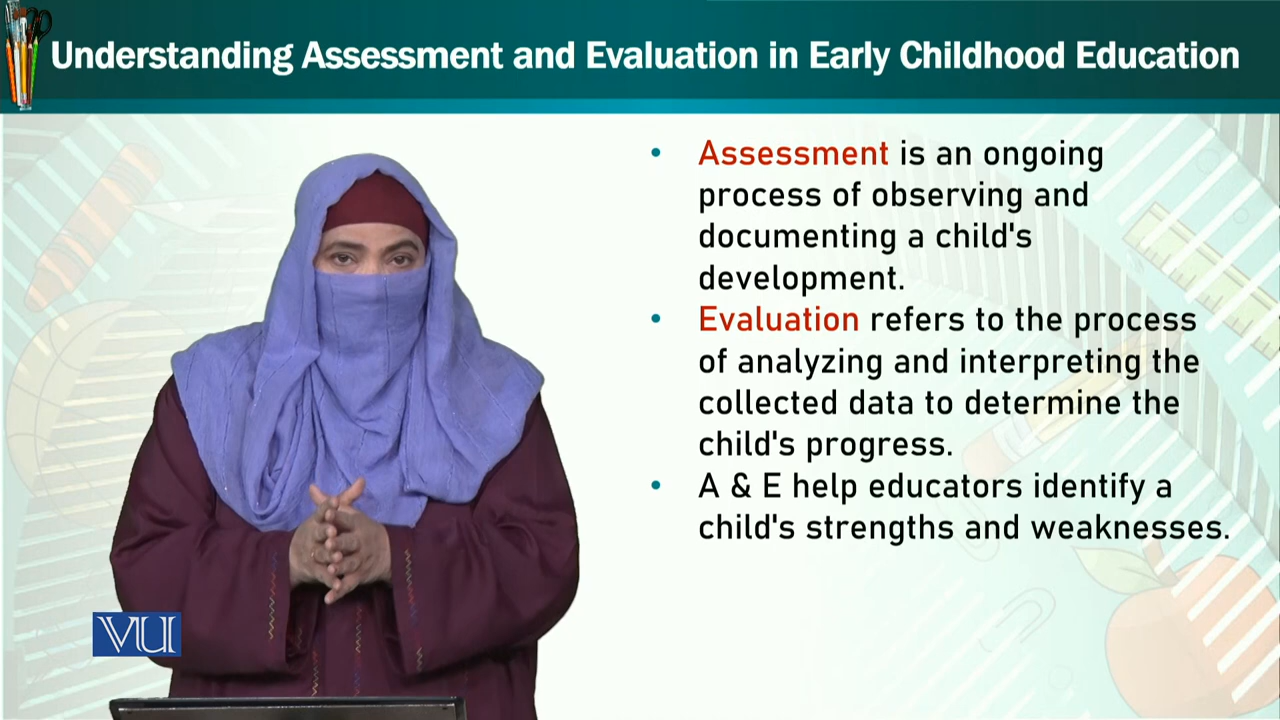 Understanding Assessment and Evaluation in Early Childhood Education
• Assessment is an ongoing
process of observing and
documenting a child's
development.
• Evaluation refers to the process
of analyzing and interpreting the
collected data to determine the
child's progress.
• A & E help educators identify a
child's strengths and weaknesses.
VU